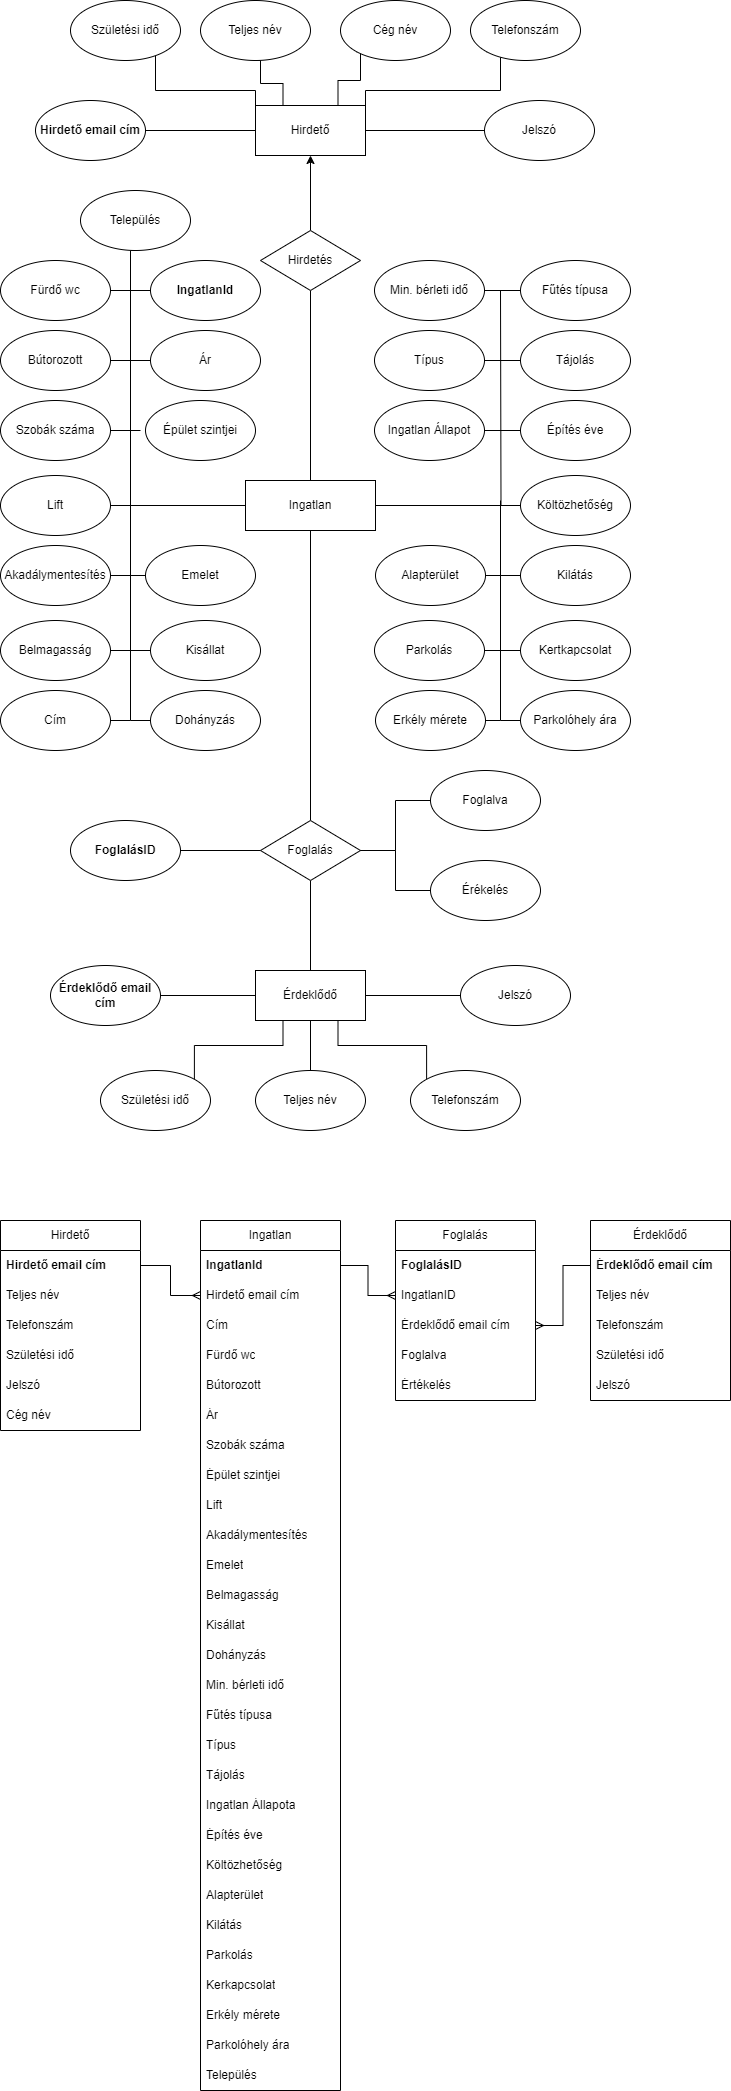 Születési idő
Teljes név
Cég név
Telefonszám
Hirdető email cím
Hirdető
Jelszó
Település
Hirdetés
Fürdő wc
IngatlanId
Min. bérleti idő
Fűtés típusa
Bútorozott
Ár
Típus
Tájolás
Szobák száma
Épület szintjei
Ingatlan Állapot
Építés éve
Lift
Ingatlan
Költözhetőség
Akadálymentesítés
Emelet
Alapterület
Kilátás
Belmagasság
Kisállat
Parkolás
Kertkapcsolat
Cím
Dohányzás
Erkély mérete
Parkolóhely ára
Foglalva
FoglalásID
Foglalás
Érékelés
Érdeklődő email
cím
Érdeklődő
Jelszó
Születési idő
Teljes név
Telefonszám
Hirdető
Hirdető email cím
Teljes név
Telefonszám
Születési idő
Jelszó
Cég név
Ingatlan
IngatlanId
Hirdető email cím
Cím
Fürdő wc
Bútorozott
Ár
Szobák száma
Épület szintjei
Lift
Akadálymentesítés
Emelet
Belmagasság
Kisállat
Dohányzás
Min. bérleti idő
Fűtés típusa
Típus
Tájolás
Ingatlan Állapota
Építés éve
Költözhetőség
Alapterület
Kilátás
Parkolás
Kerkapcsolat
Erkély mérete
Parkolóhely ára
Település
Foglalás
FoglalásID
IngatlanID
Érdeklődő email cím
Foglalva
Értékelés
Érdeklődő
Érdeklődő email cím
Teljes név
Telefonszám
Születési idő
Jelszó